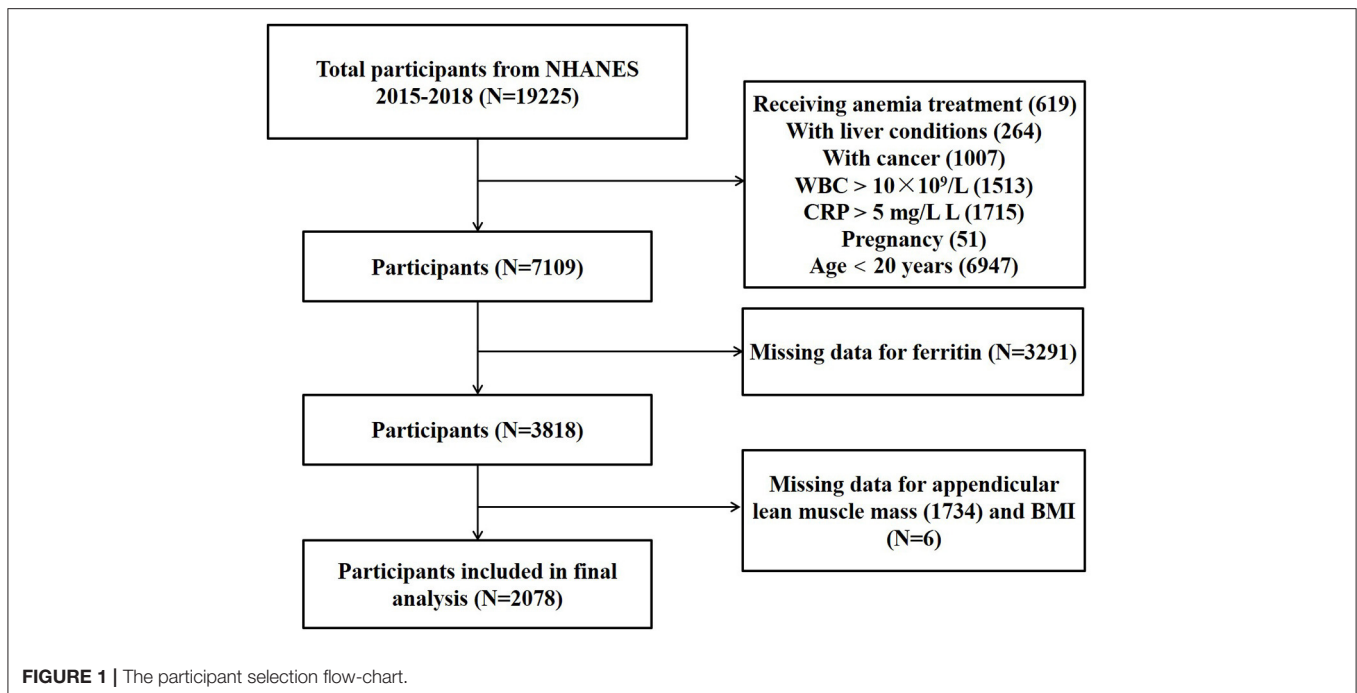 Total participants from NHANES
2015-2018 (N=19225)
Receiving anemia treatment (619)
With liver conditions (264)
With cancer (1007)
WBC > 10×10⁹/L (1513)
CRP > 5 mg/L L (1715)
Pregnancy (51)
Age < 20 years (6947)
Participants (N=7109)
Missing data for ferritin (N=3291)
Participants (N=3818)
Missing data for appendicular
lean muscle mass (1734) and BMI
(N=6)
Participants included in final
analysis (N=2078)
FIGURE 1 | The participant selection flow-chart.